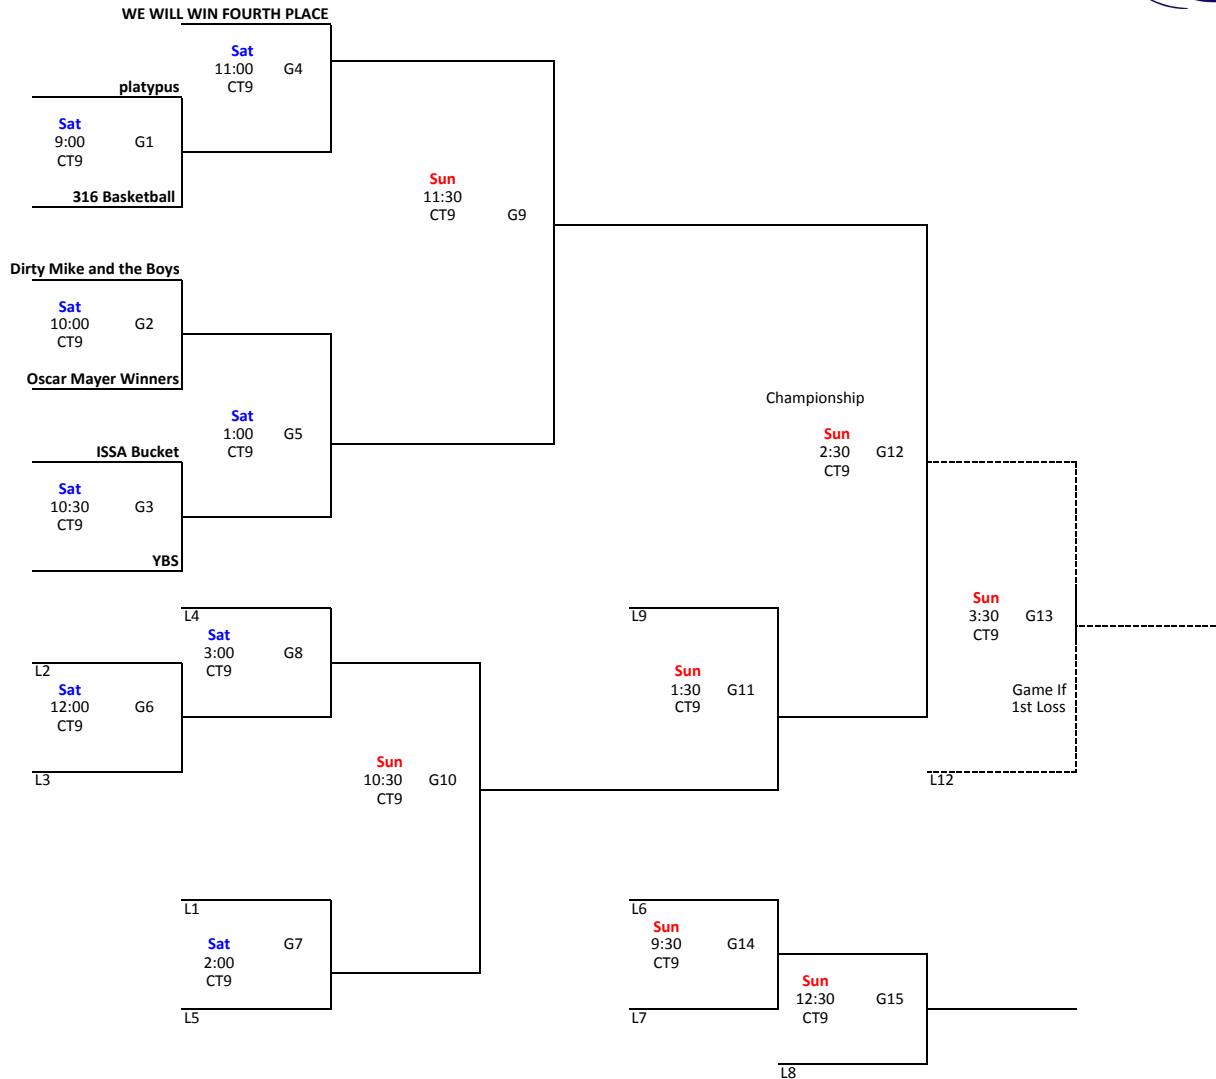 WE WILL WIN FOURTH PLACE
Sat
11:00 G4
CT9
platypus
Sat
9:00 G1
CT9
316 Basketball
Sun
11:30
CT9 G9
Dirty Mike and the Boys
Sat
10:00 G2
CT9
Oscar Mayer Winners
Sat
1:00 G5
CT9
ISSA Bucket
Sat
10:30 G3
CT9
YBS
Championship
Sun
2:30 G12
CT9
L4
Sat
3:00 G8
CT9
L2
Sat
12:00 G6
CT9
L3
Sun
10:30 G10
CT9
L9
Sun
1:30 G11
CT9
Sun
3:30 G13
CT9
Game If
1st Loss
L12
L1
Sat G7
2:00
CT9
L5
L6
Sun
9:30 G14
CT9
L7
Sun
12:30 G15
CT9
L8